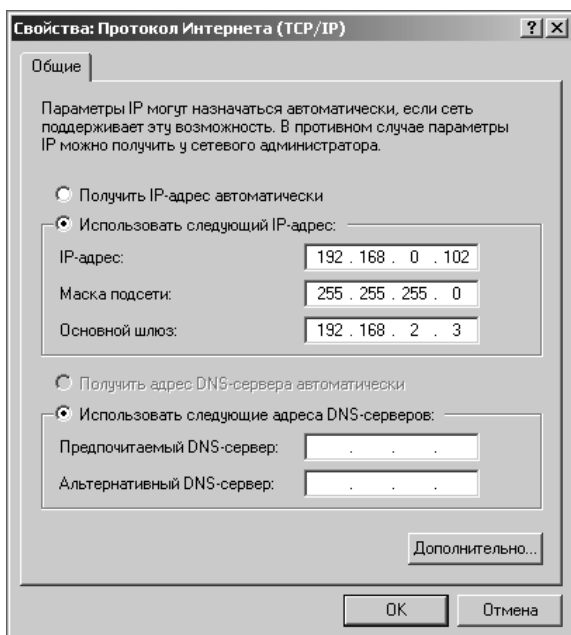 Свойства: Протокол Интернета (TCP/IP)
Общие
Параметры IP могут назначаться автоматически, если сеть
поддерживает эту возможность. В противном случае параметры
IP можно получить у сетевого администратора.
Получить IP-адрес автоматически
Использовать следующий IP-адрес:
IP-адрес: 192 . 168 . 0 . 102
Маска подсети: 255 . 255 . 255 . 0
Основной шлюз: 192 . 168 . 2 . 3
Получить адрес DNS-сервера автоматически
Использовать следующие адреса DNS-серверов:
Предпочитаемый DNS-сервер: . . .
Альтернативный DNS-сервер: . . .
Дополнительно...
OK Отмена